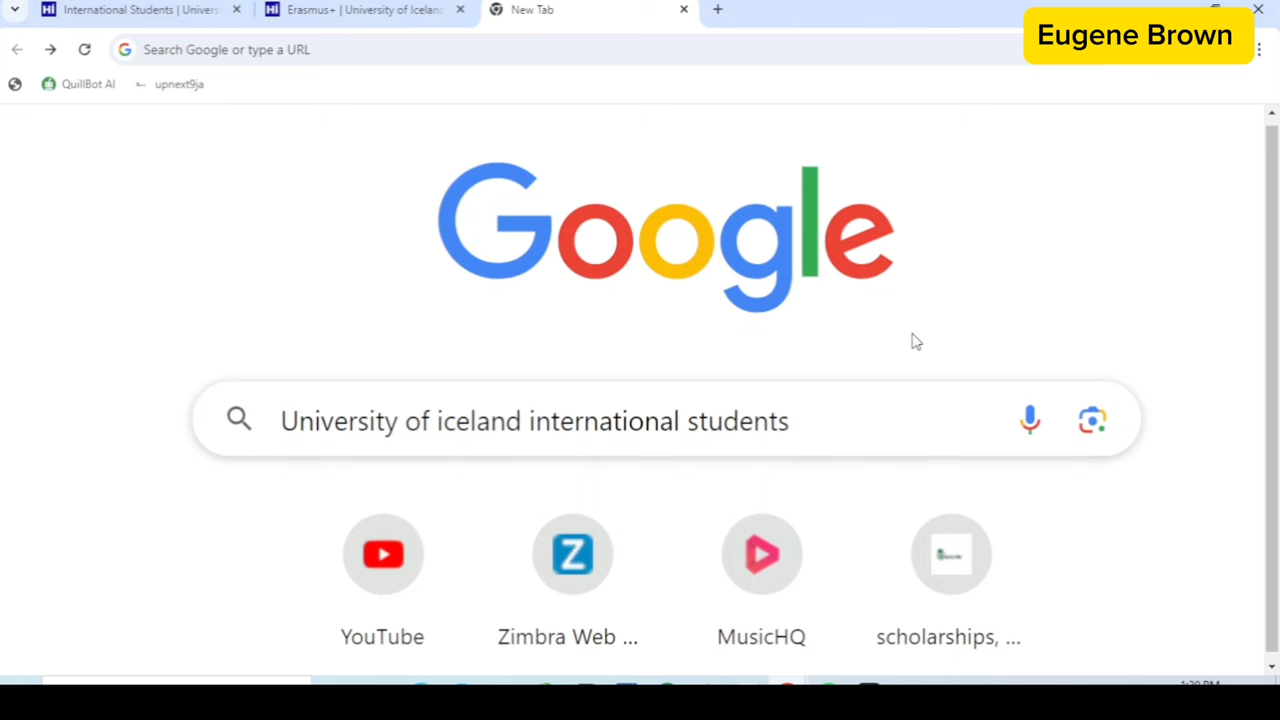 International Students | Univers
Erasmus+ | University of Iceland
New Tab
Eugene Brown
Search Google or type a URL
QuillBot AI
upnext9ja
Google
University of iceland international students
YouTube
Zimbra Web ...
MusicHQ
scholarships, ...